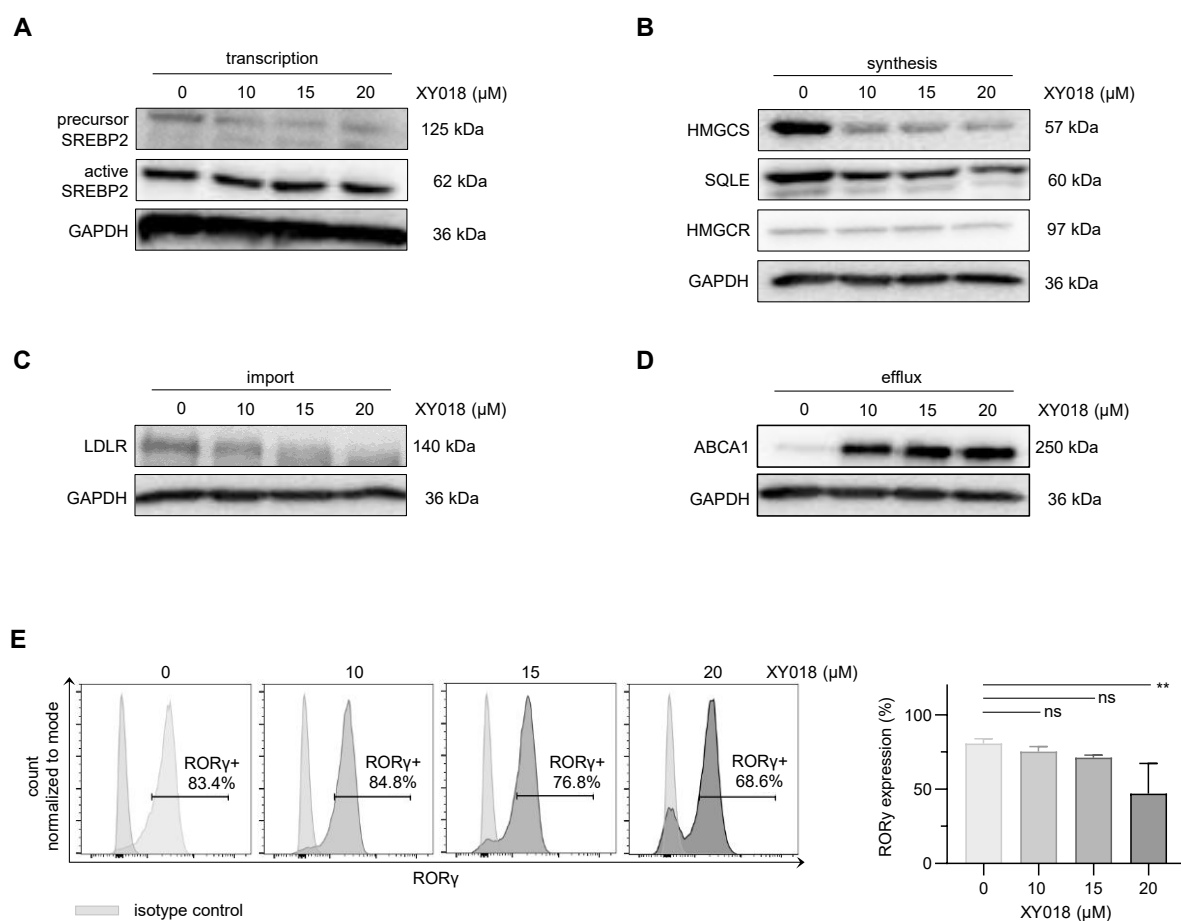 A
transcription
0 10 15 20 XY018 (µM)
precursor
SREBP2
125 kDa
active
SREBP2
62 kDa
GAPDH
36 kDa
B
synthesis
0 10 15 20 XY018 (µM)
HMGCS 57 kDa
SQLE 60 kDa
HMGCR 97 kDa
GAPDH 36 kDa
C
import
0 10 15 20 XY018 (µM)
LDLR 140 kDa
GAPDH 36 kDa
D
efflux
0 10 15 20 XY018 (µM)
ABCA1 250 kDa
GAPDH 36 kDa
E
0 10 15 20 XY018 (µM)
count
normalized to mode
RORγ+
83.4%
RORγ+
84.8%
RORγ+
76.8%
RORγ+
68.6%
RORγ
isotype control
RORy expression (%)
100
50
0
**
ns
ns
0 10 15 20
XY018 (µM)